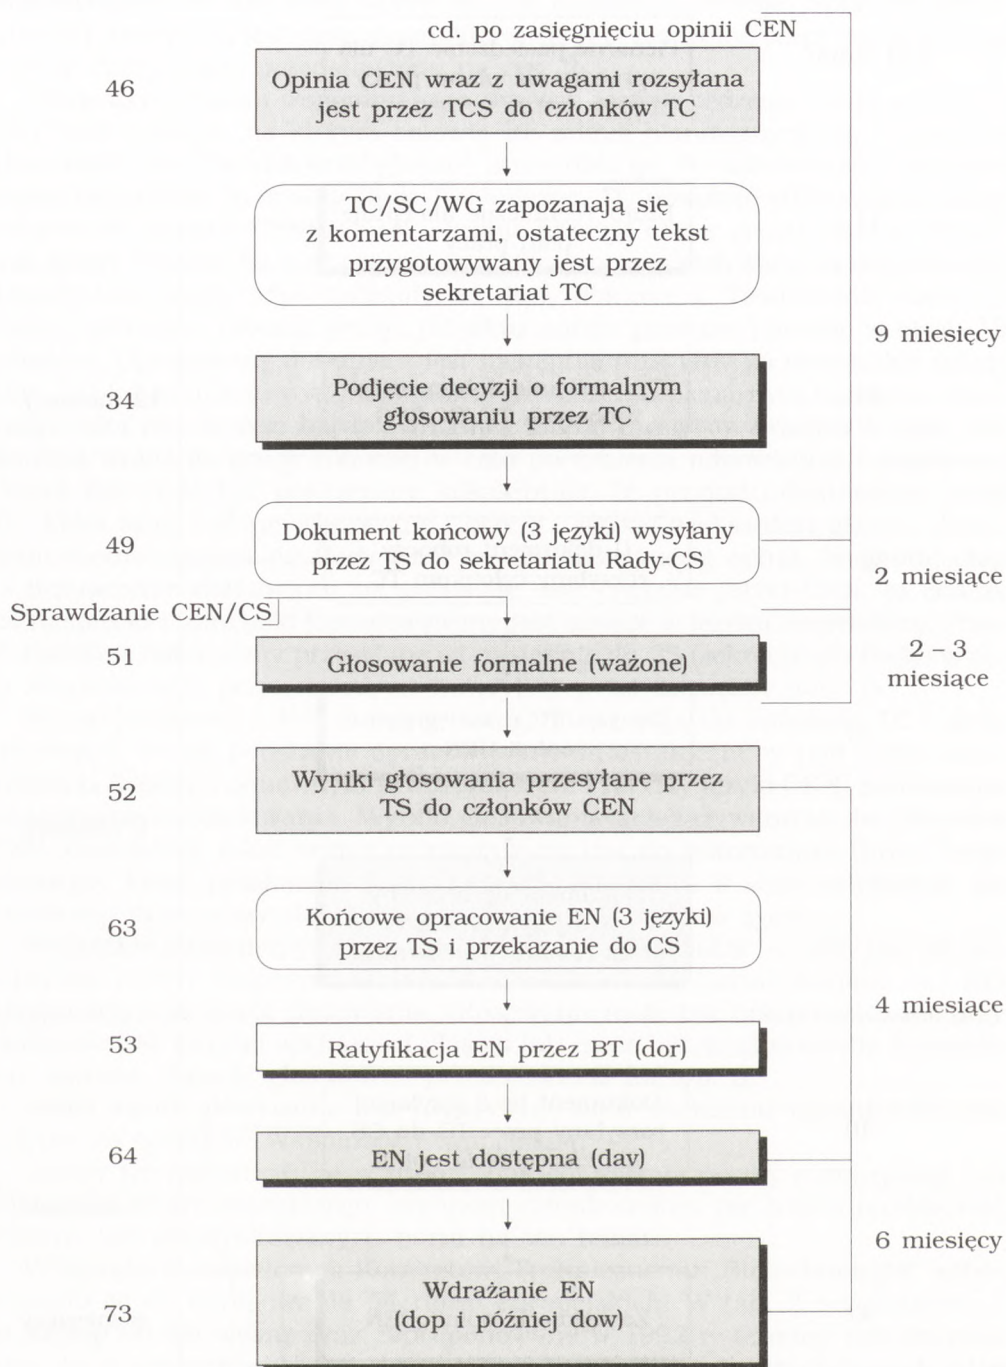 cd. po zasięgnięciu opinii CEN
46
Opinia CEN wraz z uwagami rozsyłana
jest przez TCS do członków TC
TC/SC/WG zapozanają się
z komentarzami, ostateczny tekst
przygotowywany jest przez
sekretariat TC
9 miesięcy
34
Podjęcie decyzji o formalnym
głosowaniu przez TC
49
Dokument końcowy (3 języki) wysyłany
przez TS do sekretariatu Rady-CS
2 miesiące
Sprawdzanie CEN/CS
51
Głosowanie formalne (ważone)
2 – 3
miesiące
52
Wyniki głosowania przesyłane przez
TS do członków CEN
63
Końcowe opracowanie EN (3 języki)
przez TS i przekazanie do CS
4 miesiące
53
Ratyfikacja EN przez BT (dor)
64
EN jest dostępna (dav)
6 miesięcy
73
Wdrażanie EN
(dop i później dow)